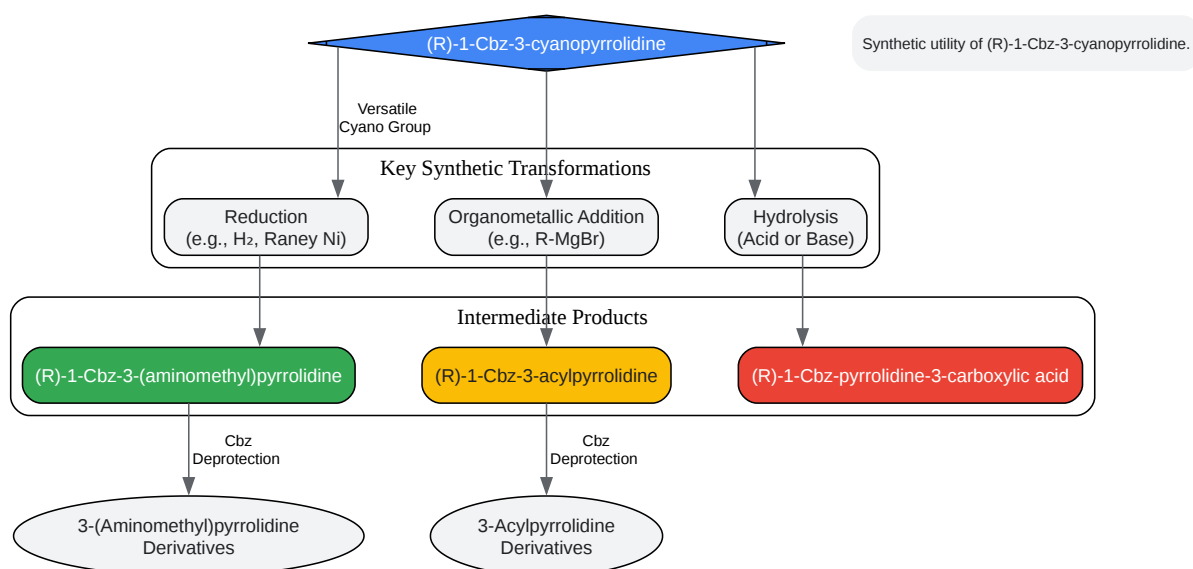 (R)-1-Cbz-3-cyanopyrrolidine
Synthetic utility of (R)-1-Cbz-3-cyanopyrrolidine.
Versatile
Cyano Group
Key Synthetic Transformations
Reduction
(e.g., H₂, Raney Ni)
Organometallic Addition
(e.g., R-MgBr)
Hydrolysis
(Acid or Base)
Intermediate Products
(R)-1-Cbz-3-(aminomethyl)pyrrolidine
(R)-1-Cbz-3-acylpyrrolidine
(R)-1-Cbz-pyrrolidine-3-carboxylic acid
Cbz
Deprotection
Cbz
Deprotection
3-(Aminomethyl)pyrrolidine
Derivatives
3-Acylpyrrolidine
Derivatives